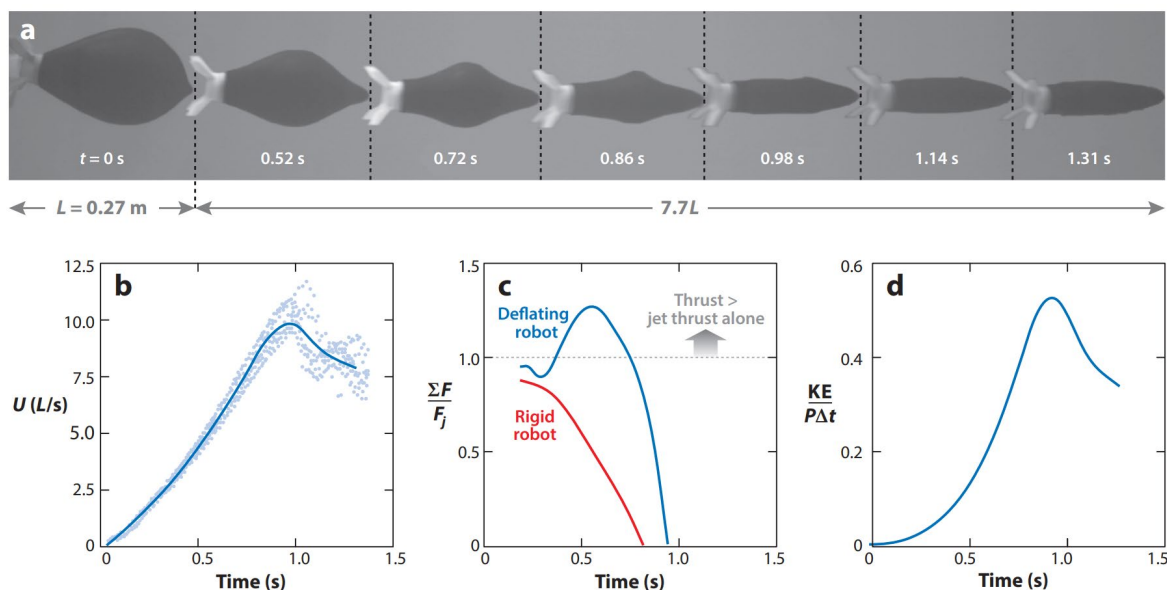 a
t = 0 s
0.52 s
0.72 s
0.86 s
0.98 s
1.14 s
1.31 s
L = 0.27 m
7.7L
b
12.5
10.0
7.5
5.0
2.5
0
U (L/s)
0
0.5
1.0
1.5
Time (s)
c
1.5
1.0
0.5
0
ΣF
F_j
Deflating
robot
Rigid
robot
Thrust >
jet thrust alone
0
0.5
1.0
1.5
Time (s)
d
0.6
0.4
0.2
0
KE
PΔt
0
0.5
1.0
1.5
Time (s)